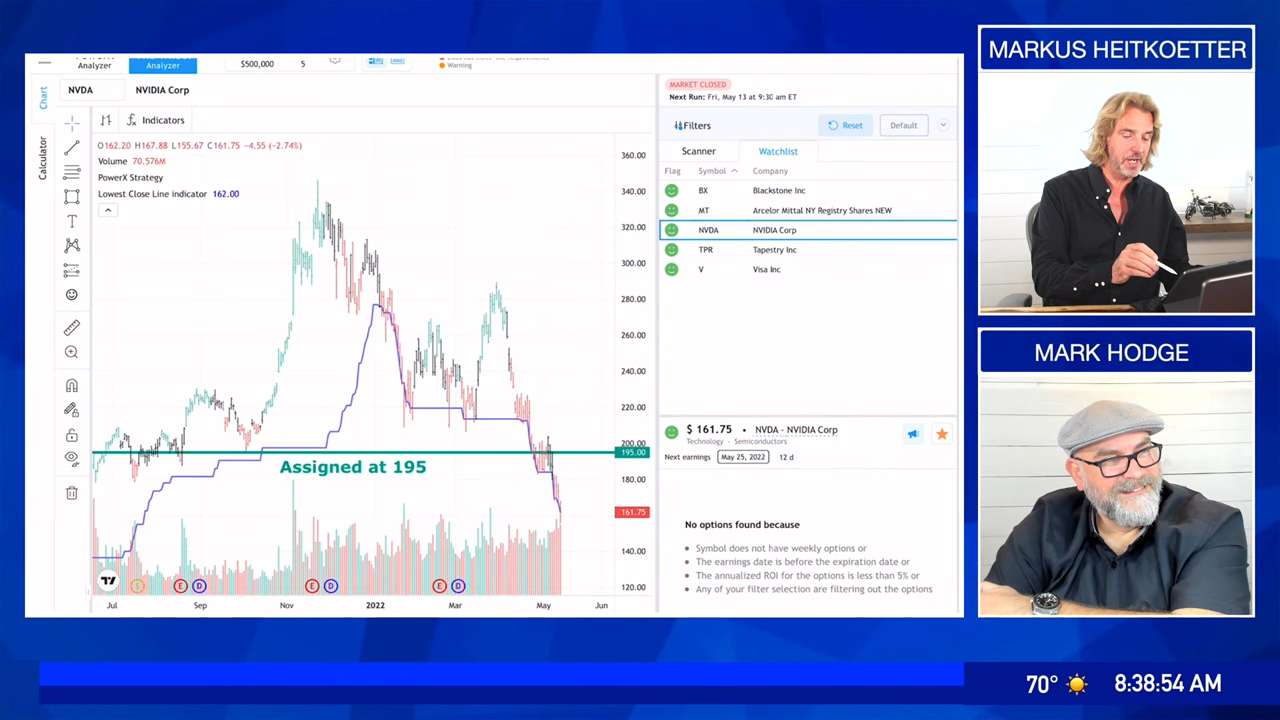 Analyzer
Analyzer
$500,000
5
Warning
Chart
Calculator
NVDA
NVIDIA Corp
Indicators
O162.20 H167.88 L155.67 C161.75 −4.55 (−2.74%)
Volume 70.576M
PowerX Strategy
Lowest Close Line indicator 162.00
360.00
340.00
320.00
300.00
280.00
260.00
240.00
220.00
200.00
195.00
180.00
161.75
140.00
120.00
Assigned at 195
S
E
D
E
D
E
D
Jul
Sep
Nov
2022
Mar
May
Jun
MARKET CLOSED
Next Run: Fri, May 13 at 9:30 am ET
Filters
Reset
Default
Scanner
Watchlist
Flag Symbol Company
BX Blackstone Inc
MT Arcelor Mittal NY Registry Shares NEW
NVDA NVIDIA Corp
TPR Tapestry Inc
V Visa Inc
$ 161.75 • NVDA - NVIDIA Corp
Technology - Semiconductors
Next earnings May 25, 2022 12 d
No options found because
• Symbol does not have weekly options or
• The earnings date is before the expiration date or
• The annualized ROI for the options is less than 5% or
• Any of your filter selection are filtering out the options
MARKUS HEITKOETTER
MARK HODGE
70° 8:38:54 AM